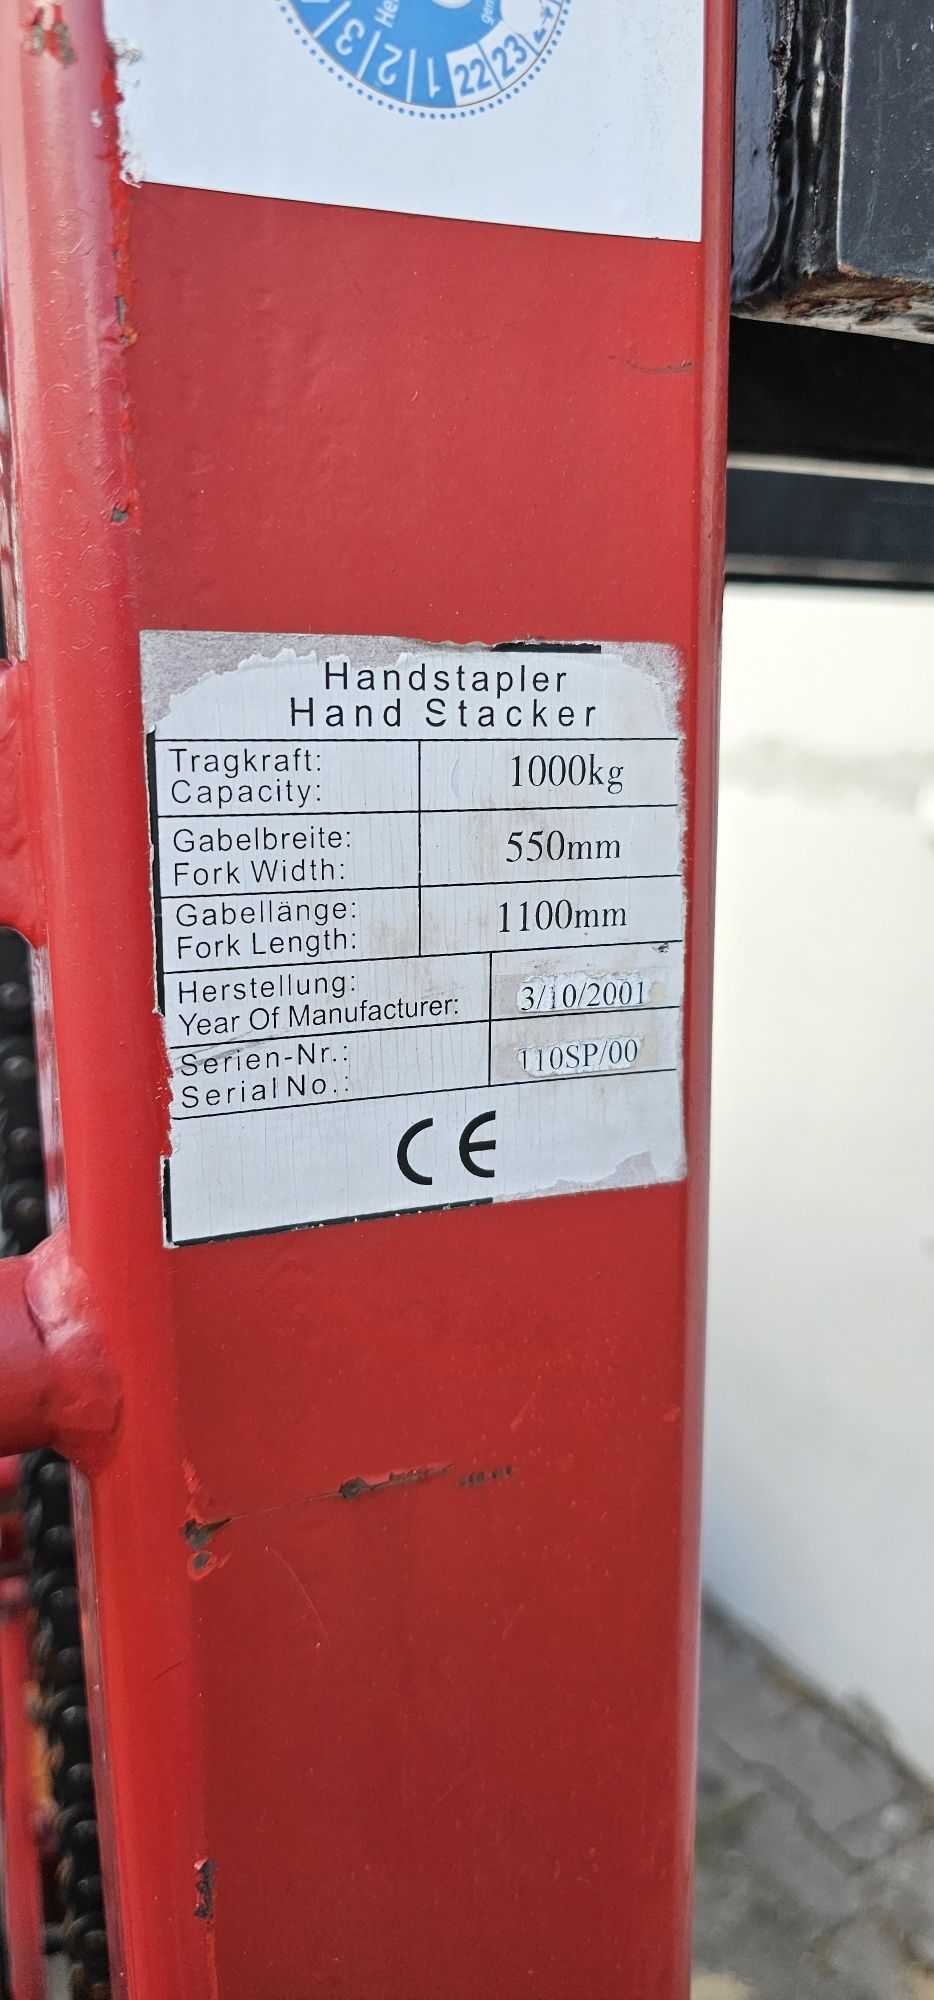 3 2 1 22 23
Handstapler
Hand Stacker
Tragkraft:
Capacity:
1000kg
Gabelbreite:
Fork Width:
550mm
Gabellänge:
Fork Length:
1100mm
Herstellung:
Year Of Manufacturer:
3/10/2001
Serien-Nr.:
Serial No.:
110SP/00
CE